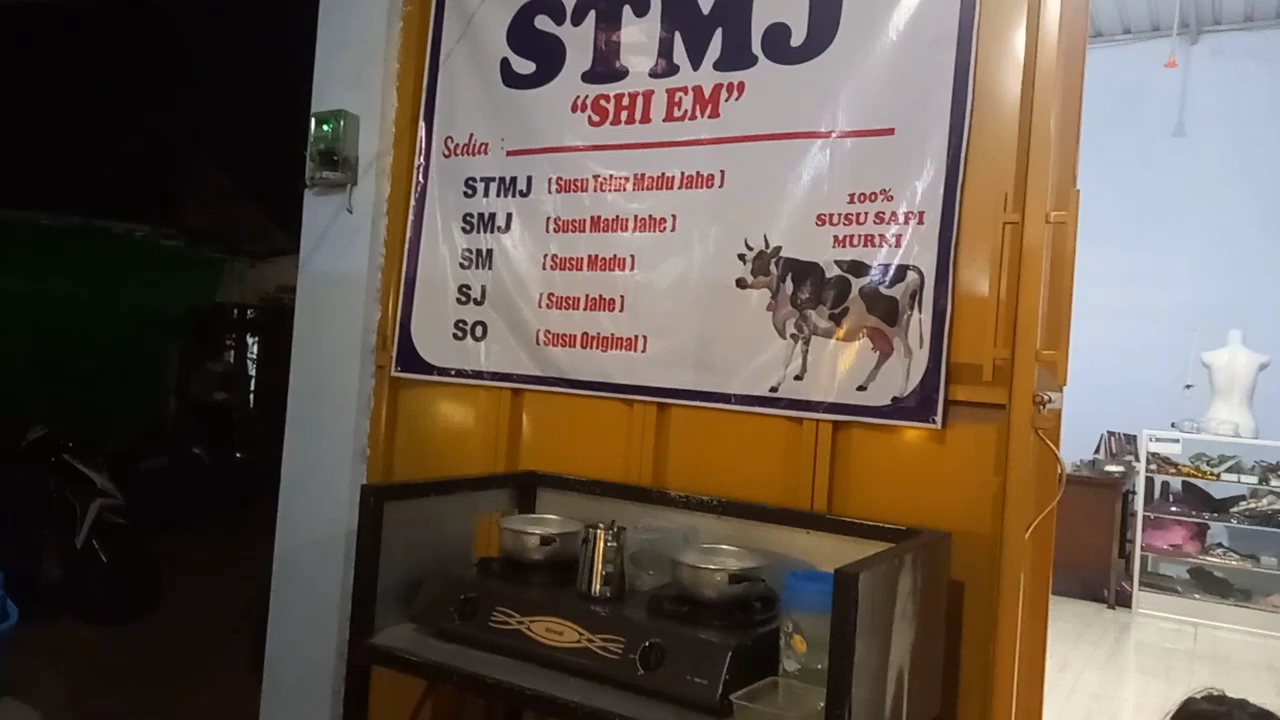 STMJ
“SHI EM”
Sedia :
STMJ ( Susu Telur Madu Jahe )
SMJ ( Susu Madu Jahe )
SM ( Susu Madu )
SJ ( Susu Jahe )
SO ( Susu Original )
100%
SUSU SAPI
MURNI